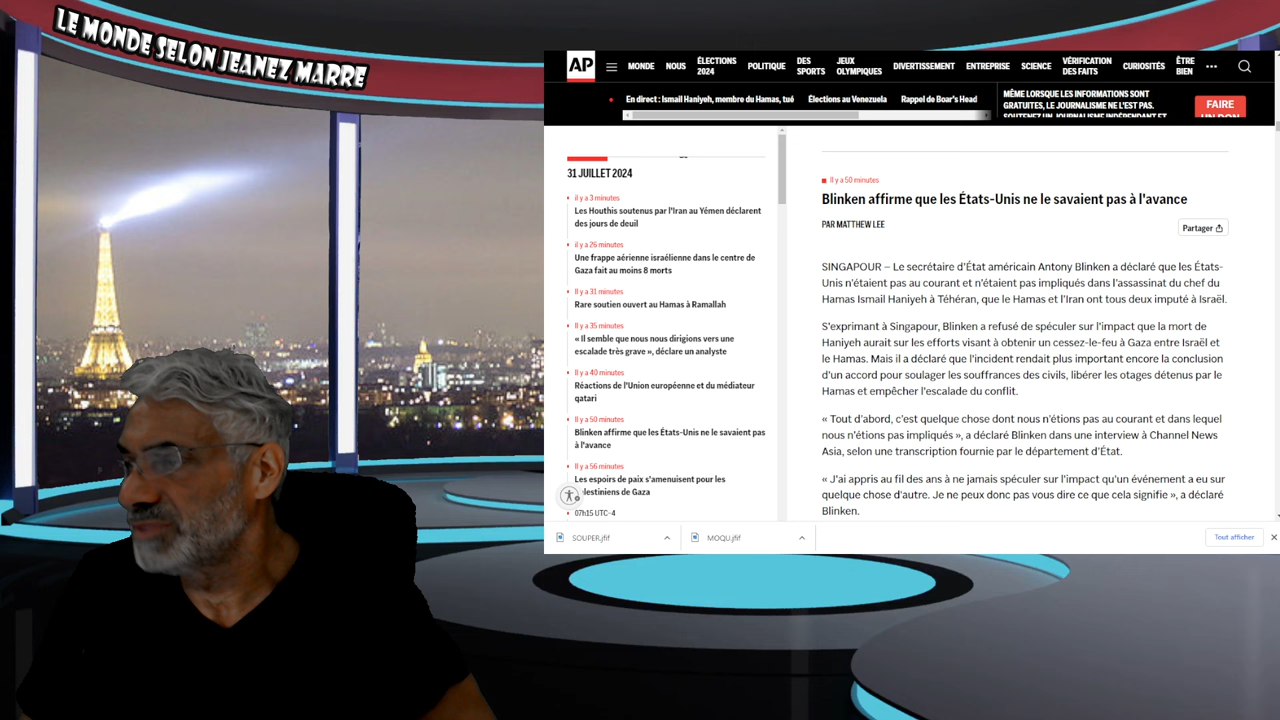 LE MONDE SELON JEANEZ MARRE
AP
MONDE
NOUS
ÉLECTIONS
2024
POLITIQUE
DES
SPORTS
JEUX
OLYMPIQUES
DIVERTISSEMENT
ENTREPRISE
SCIENCE
VÉRIFICATION
DES FAITS
CURIOSITÉS
ÊTRE
BIEN
En direct : Ismail Haniyeh, membre du Hamas, tué
Élections au Venezuela
Rappel de Boar's Head
MÊME LORSQUE LES INFORMATIONS SONT
GRATUITES, LE JOURNALISME NE L'EST PAS.
SOUTENEZ UN JOURNALISME INDÉPENDANT ET
FAIRE
UN DON
31 JUILLET 2024
il y a 3 minutes
Les Houthis soutenus par l'Iran au Yémen déclarent
des jours de deuil
Il y a 26 minutes
Une frappe aérienne israélienne dans le centre de
Gaza fait au moins 8 morts
Il y a 31 minutes
Rare soutien ouvert au Hamas à Ramallah
Il y a 35 minutes
« Il semble que nous nous dirigions vers une
escalade très grave », déclare un analyste
Il y a 40 minutes
Réactions de l'Union européenne et du médiateur
qatari
Il y a 50 minutes
Blinken affirme que les États-Unis ne le savaient pas
à l'avance
Il y a 56 minutes
Les espoirs de paix s'amenuisent pour les
alestiniens de Gaza
07h15 UTC-4
Il y a 50 minutes
Blinken affirme que les États-Unis ne le savaient pas à l'avance
PAR MATTHEW LEE
Partager
SINGAPOUR – Le secrétaire d'État américain Antony Blinken a déclaré que les États-
Unis n'étaient pas au courant et n'étaient pas impliqués dans l'assassinat du chef du
Hamas Ismail Haniyeh à Téhéran, que le Hamas et l'Iran ont tous deux imputé à Israël.
S'exprimant à Singapour, Blinken a refusé de spéculer sur l'impact que la mort de
Haniyeh aurait sur les efforts visant à obtenir un cessez-le-feu à Gaza entre Israël et
le Hamas. Mais il a déclaré que l'incident rendait plus important encore la conclusion
d'un accord pour soulager les souffrances des civils, libérer les otages détenus par le
Hamas et empêcher l'escalade du conflit.
« Tout d'abord, c'est quelque chose dont nous n'étions pas au courant et dans lequel
nous n'étions pas impliqués », a déclaré Blinken dans une interview à Channel News
Asia, selon une transcription fournie par le département d'État.
« J'ai appris au fil des ans à ne jamais spéculer sur l'impact qu'un événement a eu sur
quelque chose d'autre. Je ne peux donc pas vous dire ce que cela signifie », a déclaré
Blinken.
SOUPER.jfif
MOQU.jfif
Tout afficher